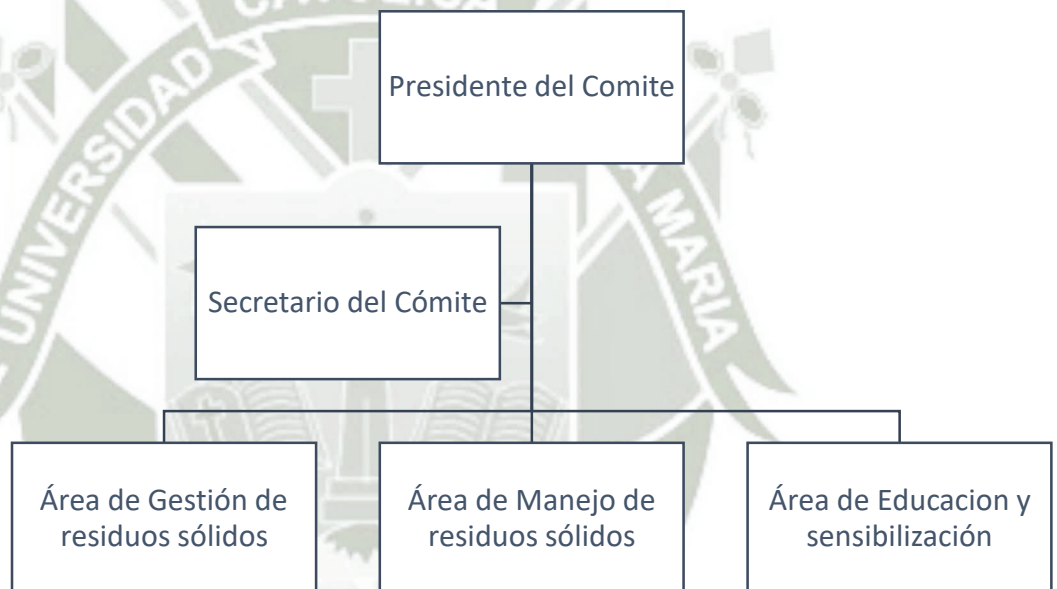 UNIVERSIDAD
MARIA
Presidente del Comite
Secretario del Cómite
Área de Gestión de
residuos sólidos
Área de Manejo de
residuos sólidos
Área de Educacion y
sensibilización